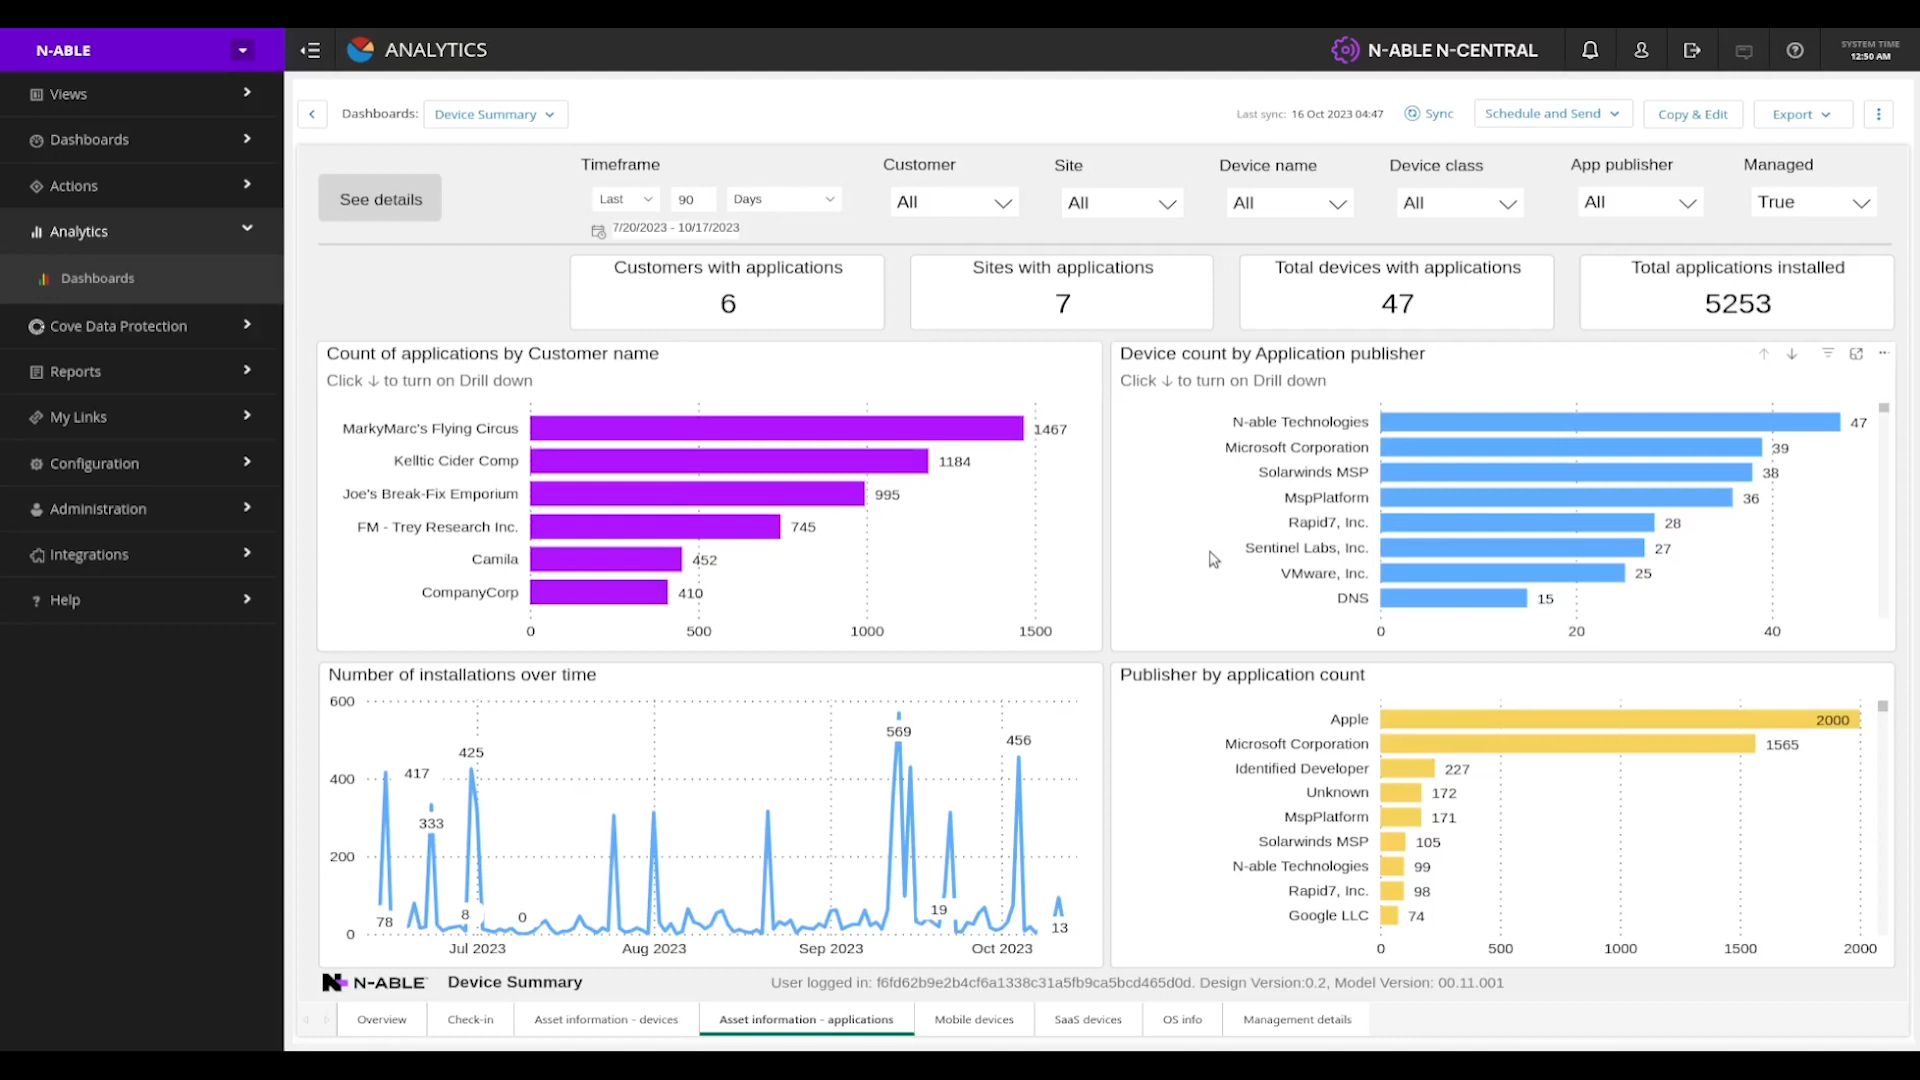 N-ABLE
ANALYTICS
N-ABLE N-CENTRAL
SYSTEM TIME
12:50 AM
Views
Dashboards
Actions
Analytics
Dashboards
Cove Data Protection
Reports
My Links
Configuration
Administration
Integrations
Help
Dashboards:
Device Summary
Last sync: 16 Oct 2023 04:47
Sync
Schedule and Send
Copy & Edit
Export
See details
Timeframe
Last
90
Days
7/20/2023 - 10/17/2023
Customer
All
Site
All
Device name
All
Device class
All
App publisher
All
Managed
True
Customers with applications
6
Sites with applications
7
Total devices with applications
47
Total applications installed
5253
Count of applications by Customer name
Click ↓ to turn on Drill down
MarkyMarc's Flying Circus 1467
Kelltic Cider Comp 1184
Joe's Break-Fix Emporium 995
FM - Trey Research Inc. 745
Camila 452
CompanyCorp 410
0 500 1000 1500
Device count by Application publisher
Click ↓ to turn on Drill down
N-able Technologies 47
Microsoft Corporation 39
Solarwinds MSP 38
MspPlatform 36
Rapid7, Inc. 28
Sentinel Labs, Inc. 27
VMware, Inc. 25
DNS 15
0 20 40
Number of installations over time
600
400
200
0
78
417
333
8
425
0
569
19
456
13
Jul 2023 Aug 2023 Sep 2023 Oct 2023
Publisher by application count
Apple 2000
Microsoft Corporation 1565
Identified Developer 227
Unknown 172
MspPlatform 171
Solarwinds MSP 105
N-able Technologies 99
Rapid7, Inc. 98
Google LLC 74
0 500 1000 1500 2000
N-ABLE
Device Summary
User logged in: f6fd62b9e2b4cf6a1338c31a5fb9ca5bcd465d0d. Design Version:0.2, Model Version: 00.11.001
Overview
Check-in
Asset information - devices
Asset information - applications
Mobile devices
SaaS devices
OS info
Management details